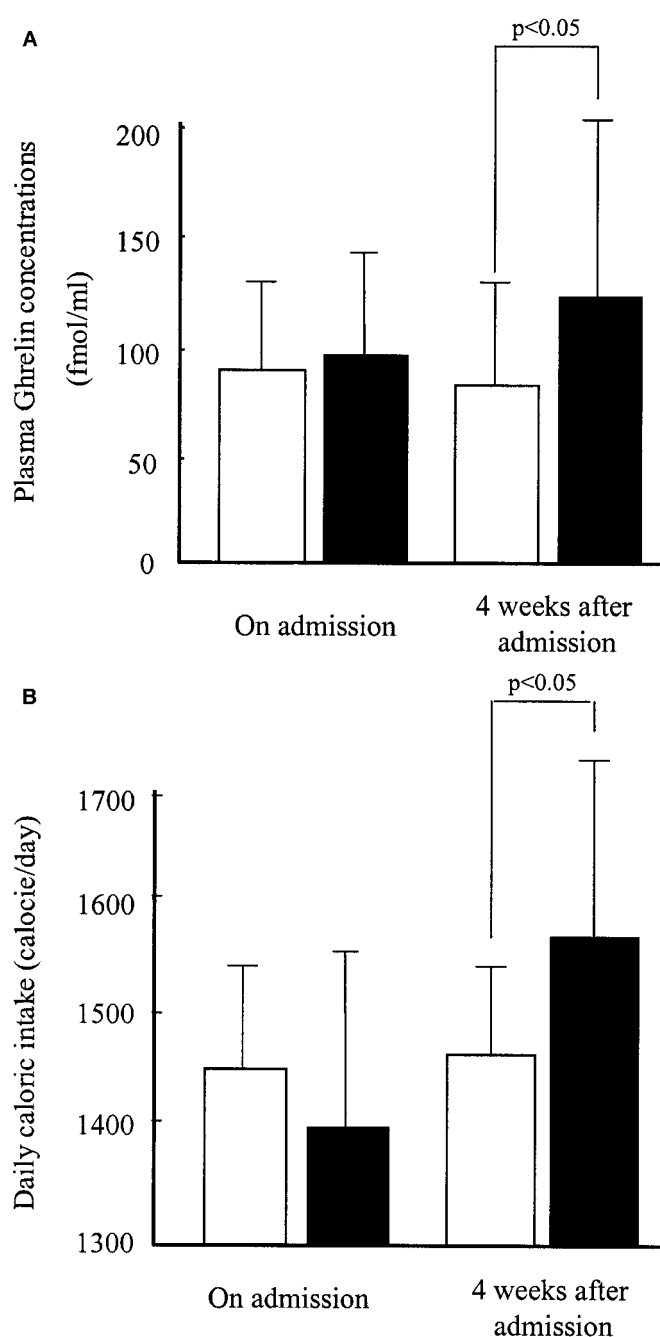 A
p<0.05
Plasma Ghrelin concentrations
(fmol/ml)
200
150
100
50
0
On admission
4 weeks after
admission
B
p<0.05
Daily caloric intake (calocie/day)
1700
1600
1500
1400
1300
On admission
4 weeks after
admission